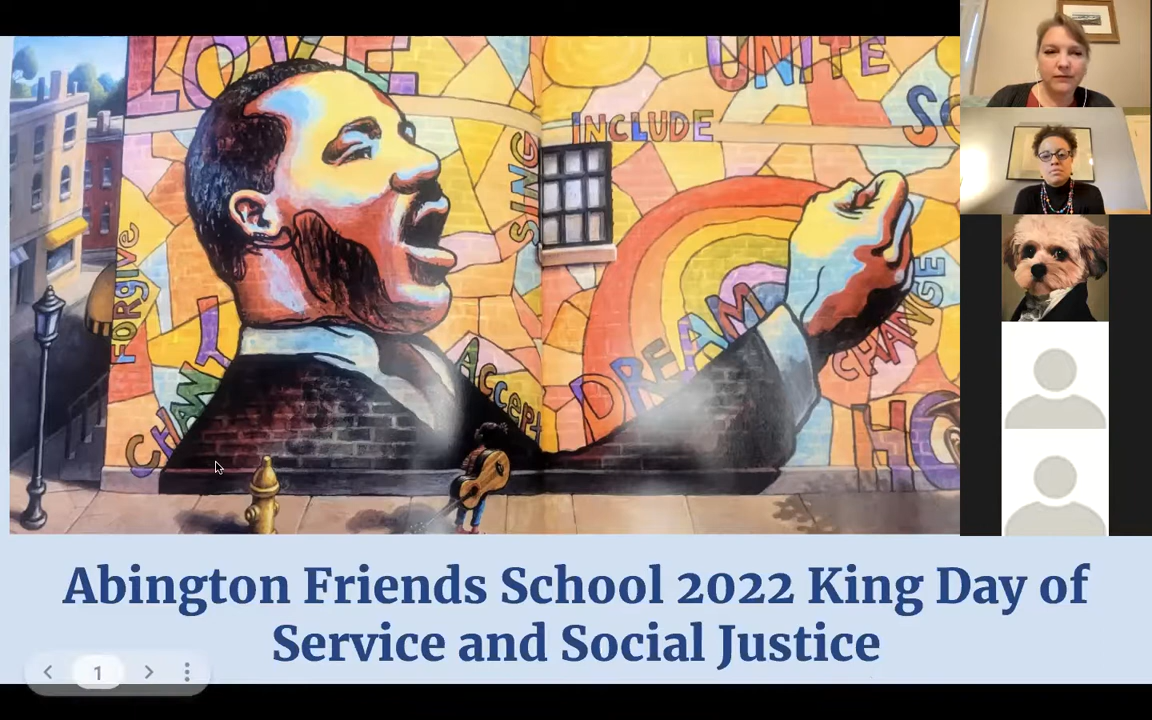 LOVE
UNITE
INCLUDE
SING
FORGIVE
CHANT
ACCEPT
DREAM
CHANGE
Abington Friends School 2022 King Day of
Service and Social Justice
1